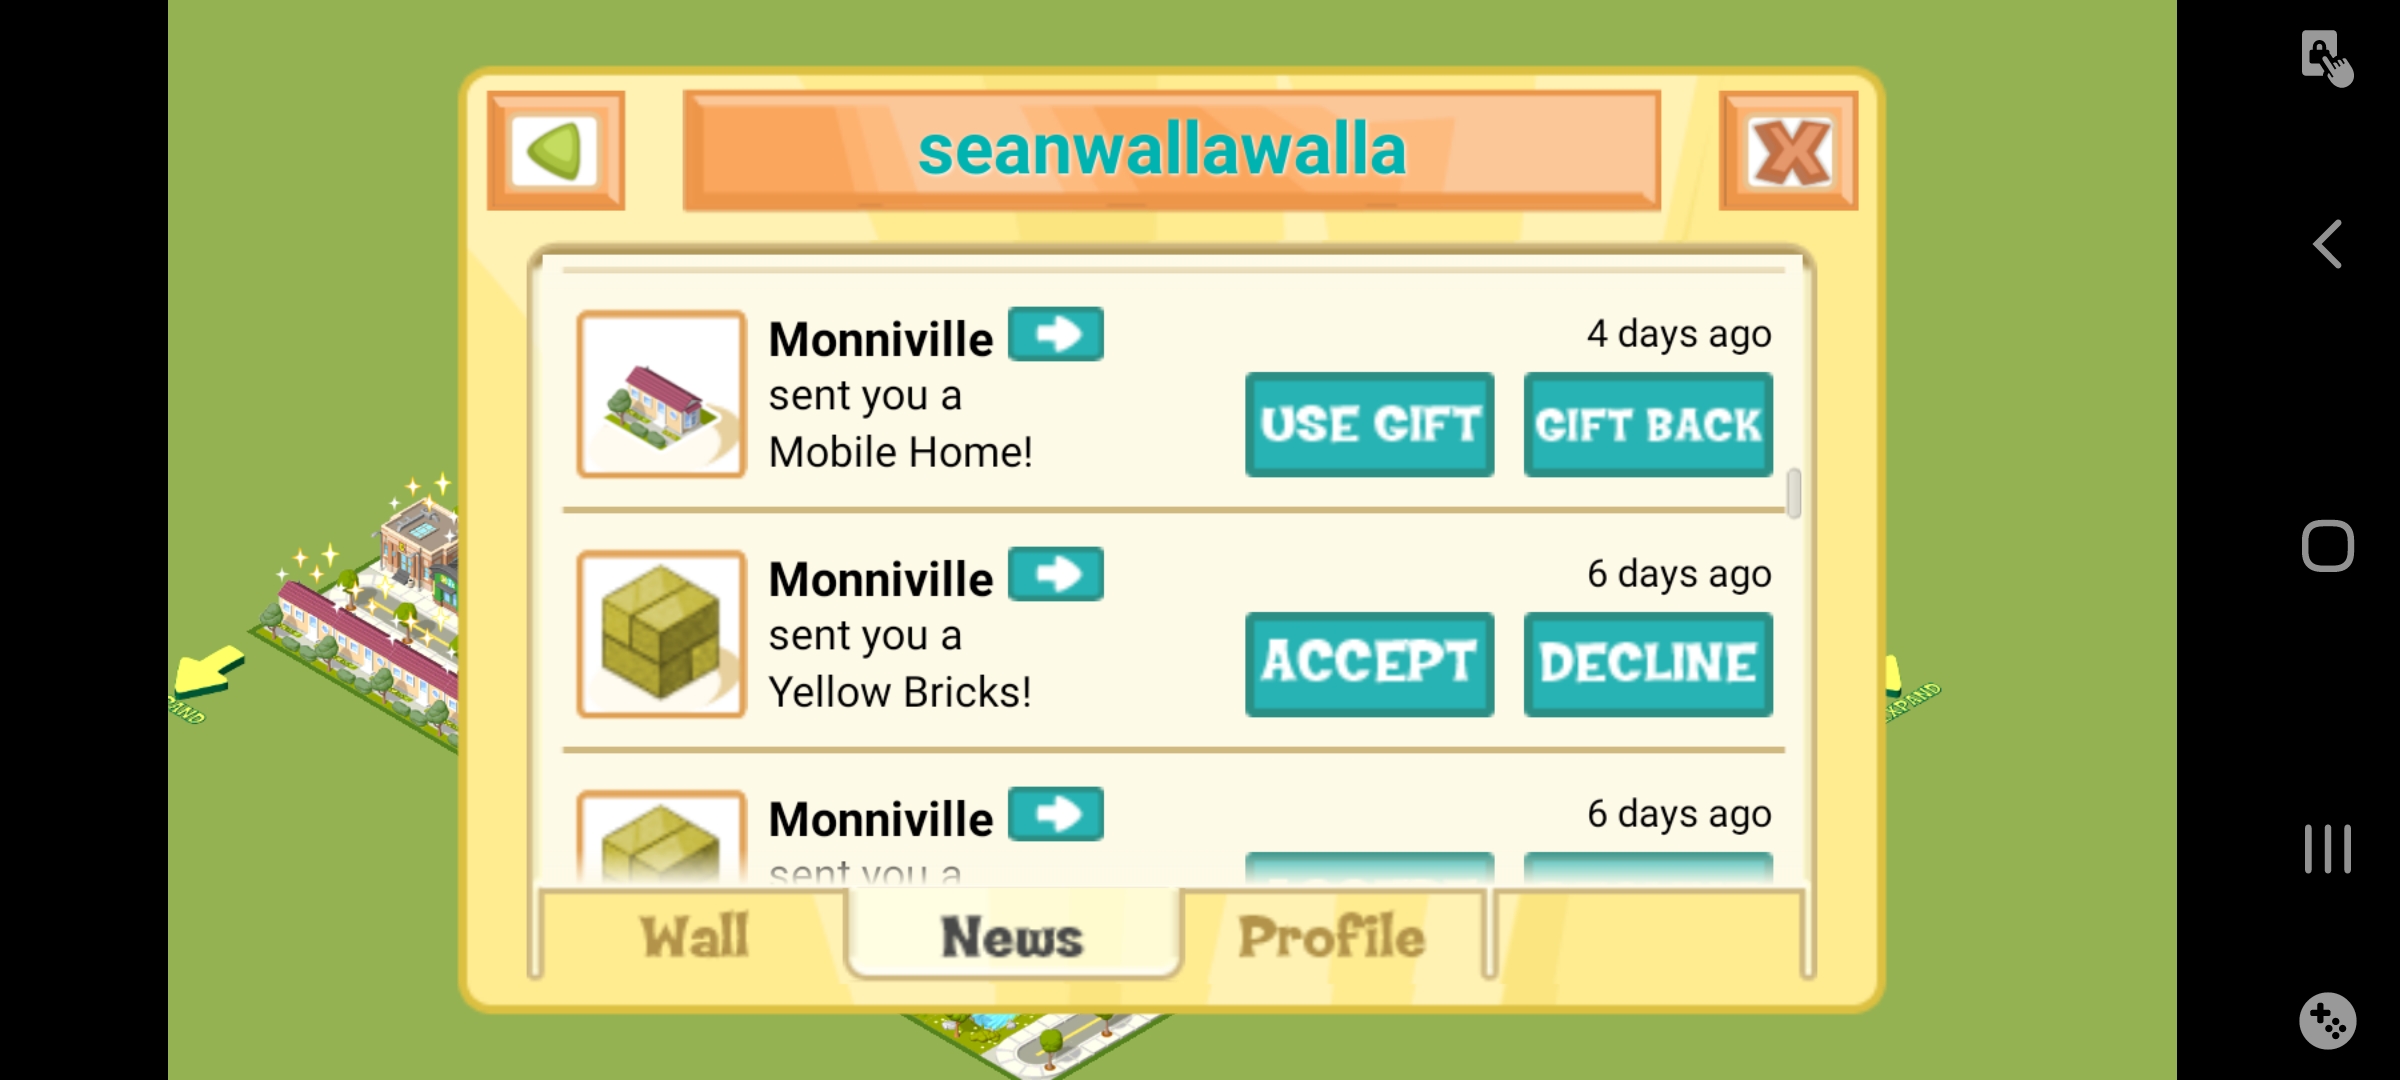 seanwallawalla
Monniville
4 days ago
sent you a
Mobile Home!
USE GIFT
GIFT BACK
Monniville
6 days ago
sent you a
Yellow Bricks!
ACCEPT
DECLINE
Monniville
6 days ago
sent you a
Wall
News
Profile